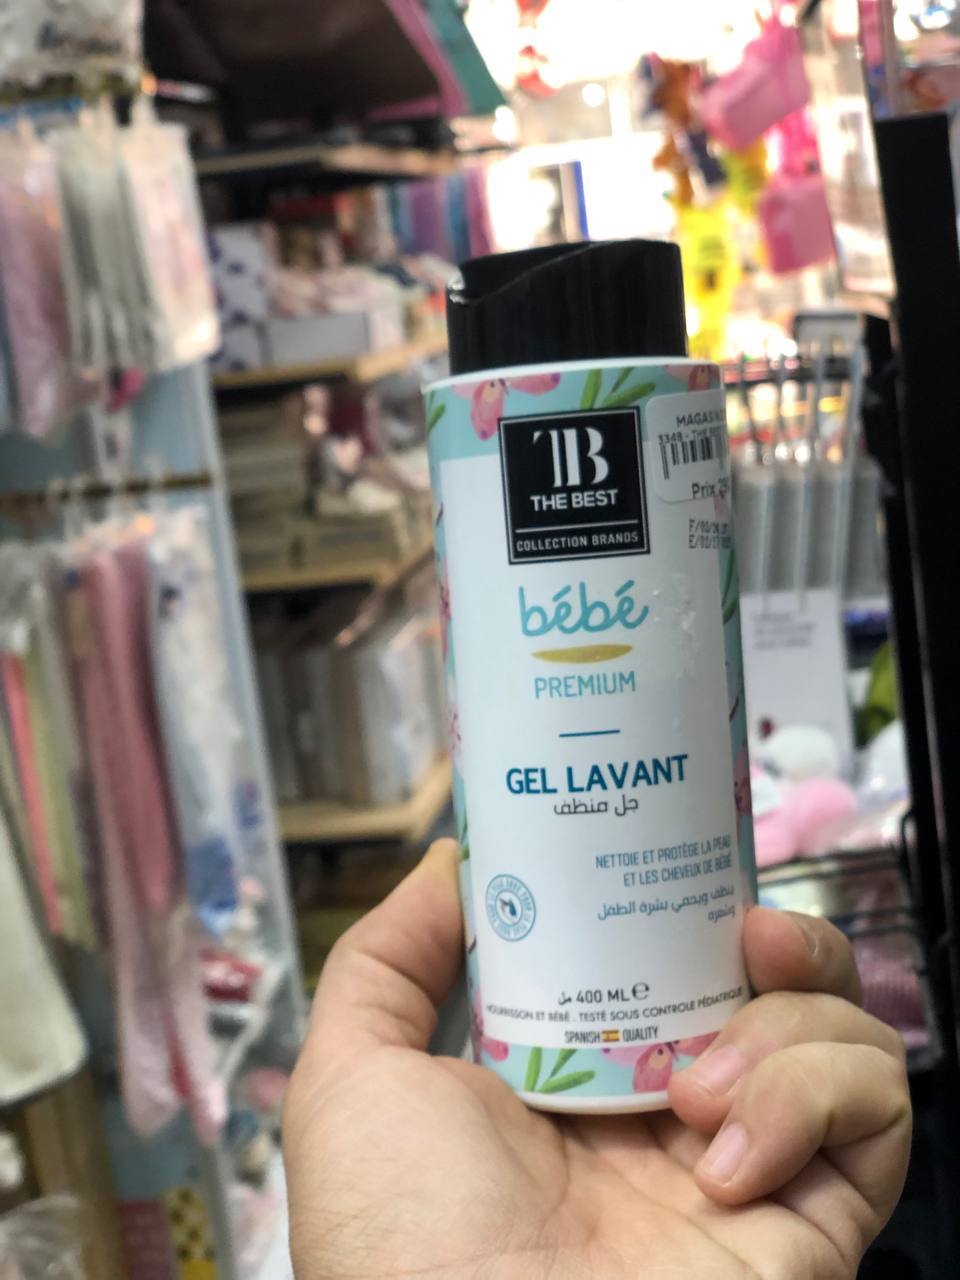 TB
THE BEST
COLLECTION BRANDS
MAGASIN
3348 - THE
Prix
bébé
PREMIUM
GEL LAVANT
جل منظف
NETTOIE ET PROTÈGE LA PEAU
ET LES CHEVEUX DE BÉBÉ
ينظف ويحمي بشرة الطفل
وشعره
400 ML e مل
NOURRISSON ET BÉBÉ . TESTÉ SOUS CONTROLE PÉDIATRIQUE
SPANISH QUALITY